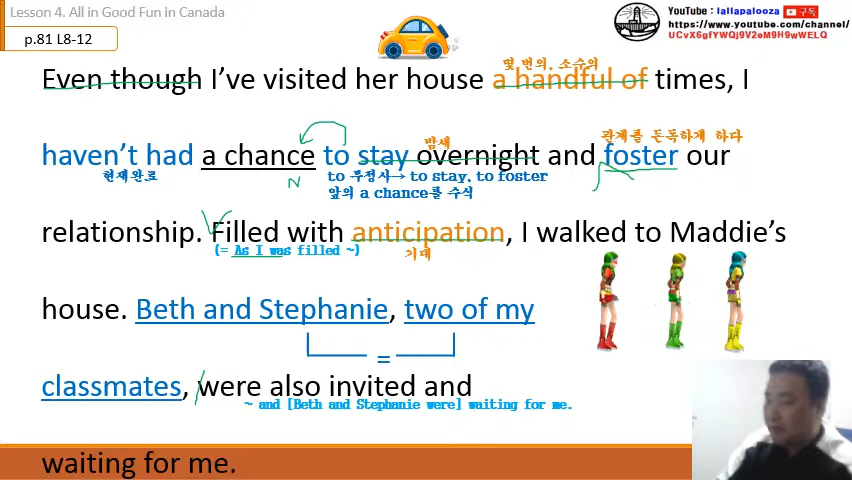 Lesson 4. All in Good Fun in Canada
p.81 L8-12
YouTube : lallapalooza 구독
https://www.youtube.com/channel/
UCvX6gfYWQj9V2eM9H9wWELQ
몇 번의, 소수의
Even though I've visited her house a handful of times, I
밤새
관계를 돈독하게 하다
haven't had a chance to stay overnight and foster our
현재완료
N
to 부정사→ to stay, to foster
앞의 a chance를 수식
relationship. Filled with anticipation, I walked to Maddie's
(= As I was filled ~)
기대
house. Beth and Stephanie, two of my
=
classmates, were also invited and
~ and [Beth and Stephanie were] waiting for me.
waiting for me.